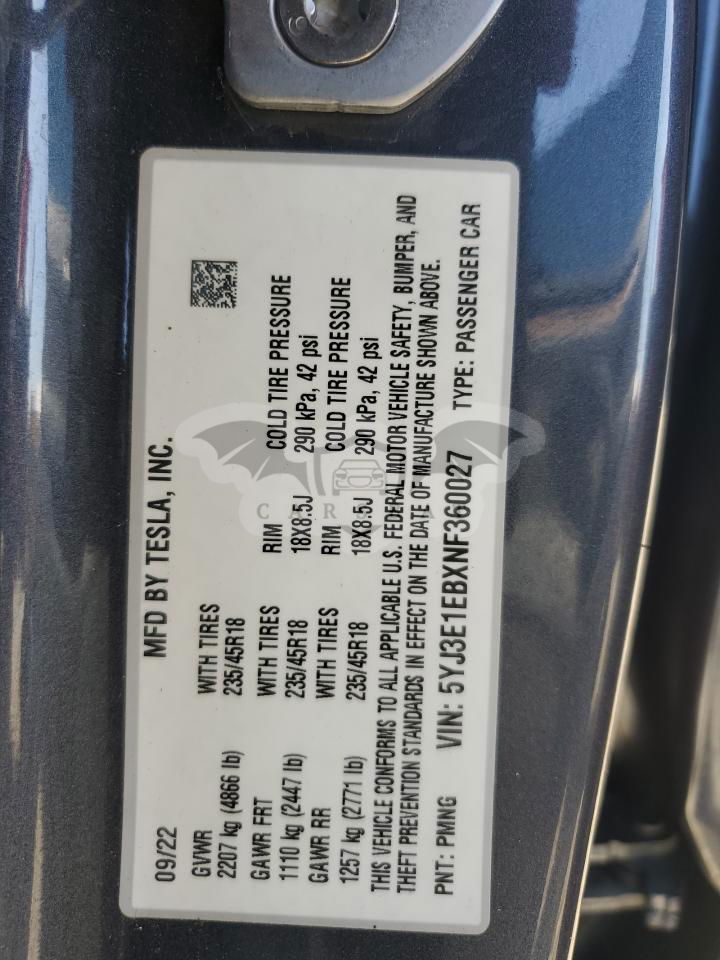 MFD BY TESLA, INC.
09/22
GVWR WITH TIRES
2207 kg (4866 lb) 235/45R18
GAWR FRT WITH TIRES RIM COLD TIRE PRESSURE
1110 kg (2447 lb) 235/45R18 18X8.5J 290 kPa, 42 psi
GAWR RR WITH TIRES RIM COLD TIRE PRESSURE
1257 kg (2771 lb) 235/45R18 18X8.5J 290 kPa, 42 psi
THIS VEHICLE CONFORMS TO ALL APPLICABLE U.S. FEDERAL MOTOR VEHICLE SAFETY, BUMPER, AND
THEFT PREVENTION STANDARDS IN EFFECT ON THE DATE OF MANUFACTURE SHOWN ABOVE.
PNT: PMNG VIN: 5YJ3E1EBXNF360027 TYPE: PASSENGER CAR